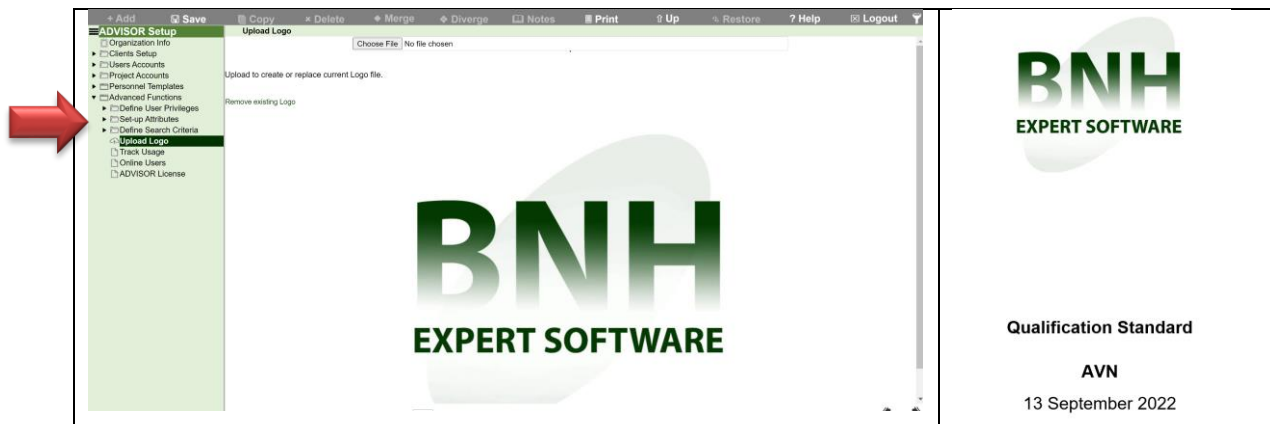 + Add Save Copy × Delete Merge Diverge Notes Print Up Restore ? Help Logout
ADVISOR Setup
Upload Logo
Organization Info
Clients Setup
Users Accounts
Project Accounts
Personnel Templates
Advanced Functions
Define User Privileges
Set-up Attributes
Define Search Criteria
Upload Logo
Track Usage
Online Users
ADVISOR License
Choose File No file chosen
Upload to create or replace current Logo file.
Remove existing Logo
BNH
EXPERT SOFTWARE
BNH
EXPERT SOFTWARE
Qualification Standard
AVN
13 September 2022